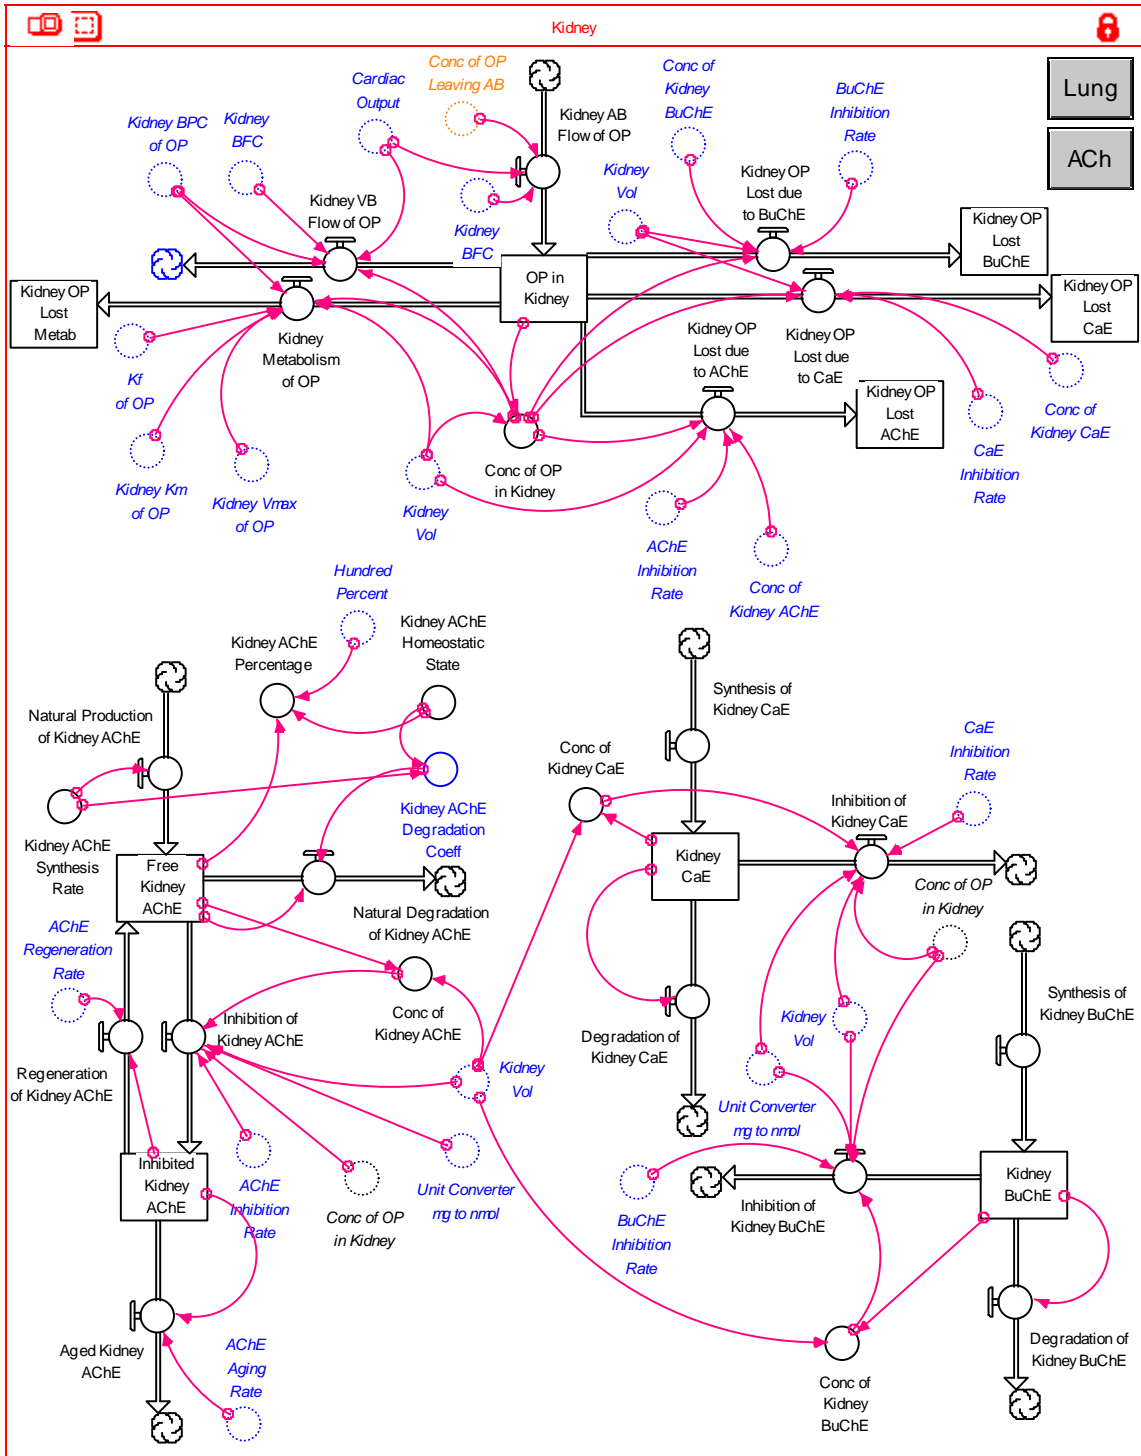 Kidney
Lung
ACh
Conc of OP
Leaving AB
Cardiac
Output
Kidney AB
Flow of OP
Conc of
Kidney
BuChE
BuChE
Inhibition
Rate
Kidney BPC
of OP
Kidney
BFC
Kidney VB
Flow of OP
Kidney
BFC
Kidney
Vol
Kidney OP
Lost due
to BuChE
Kidney OP
Lost
BuChE
OP in
Kidney
Kidney OP
Lost
Metab
Kidney
Metabolism
of OP
Kidney OP
Lost due
to AChE
Kidney OP
Lost due
to CaE
Kidney OP
Lost
CaE
Kf
of OP
Kidney OP
Lost
AChE
Conc of
Kidney CaE
Kidney Km
of OP
Kidney Vmax
of OP
Kidney
Vol
Conc of OP
in Kidney
CaE
Inhibition
Rate
AChE
Inhibition
Rate
Conc of
Kidney AChE
Hundred
Percent
Kidney AChE
Percentage
Kidney AChE
Homeostatic
State
Natural Production
of Kidney AChE
Synthesis of
Kidney CaE
Conc of
Kidney CaE
CaE
Inhibition
Rate
Kidney AChE
Synthesis
Rate
Free
Kidney
AChE
Kidney AChE
Degradation
Coeff
Inhibition of
Kidney CaE
Kidney
CaE
Conc of OP
in Kidney
Natural Degradation
of Kidney AChE
AChE
Regeneration
Rate
Inhibition of
Kidney AChE
Conc of
Kidney AChE
Synthesis of
Kidney BuChE
Degradation of
Kidney CaE
Kidney
Vol
Regeneration
of Kidney AChE
Kidney
Vol
Unit Converter
mg to nmol
Inhibited
Kidney
AChE
AChE
Inhibition
Rate
Conc of OP
in Kidney
Unit Converter
mg to nmol
BuChE
Inhibition
Rate
Inhibition of
Kidney BuChE
Kidney
BuChE
Aged Kidney
AChE
AChE
Aging
Rate
Conc of
Kidney
BuChE
Degradation of
Kidney BuChE